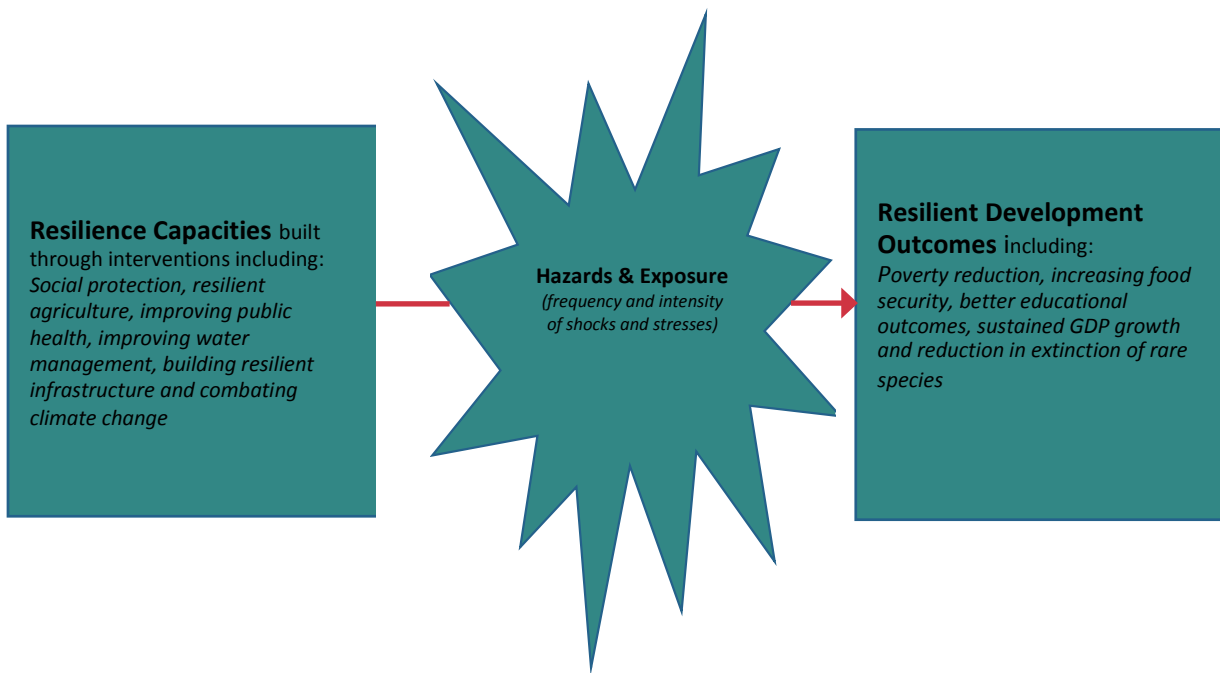 Resilience Capacities built
through interventions including:
Social protection, resilient
agriculture, improving public
health, improving water
management, building resilient
infrastructure and combating
climate change
Hazards & Exposure
(frequency and intensity
of shocks and stresses)
Resilient Development
Outcomes including:
Poverty reduction, increasing food
security, better educational
outcomes, sustained GDP growth
and reduction in extinction of rare
species